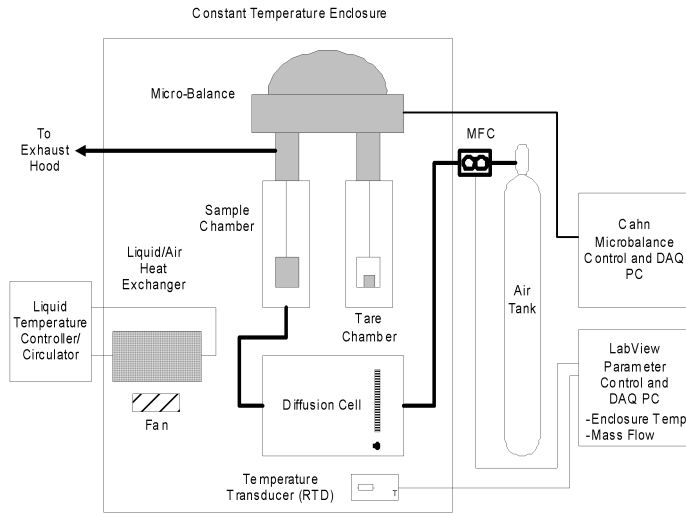 Constant Temperature Enclosure
Micro-Balance
To
Exhaust
Hood
MFC
Sample
Chamber
Cahn
Microbalance
Control and DAQ
PC
Liquid/Air
Heat
Exchanger
Air
Tank
Liquid
Temperature
Controller/
Circulator
Tare
Chamber
LabView
Parameter
Control and
DAQ PC
-Enclosure Temp
-Mass Flow
Diffusion Cell
Fan
Temperature
Transducer (RTD)
T